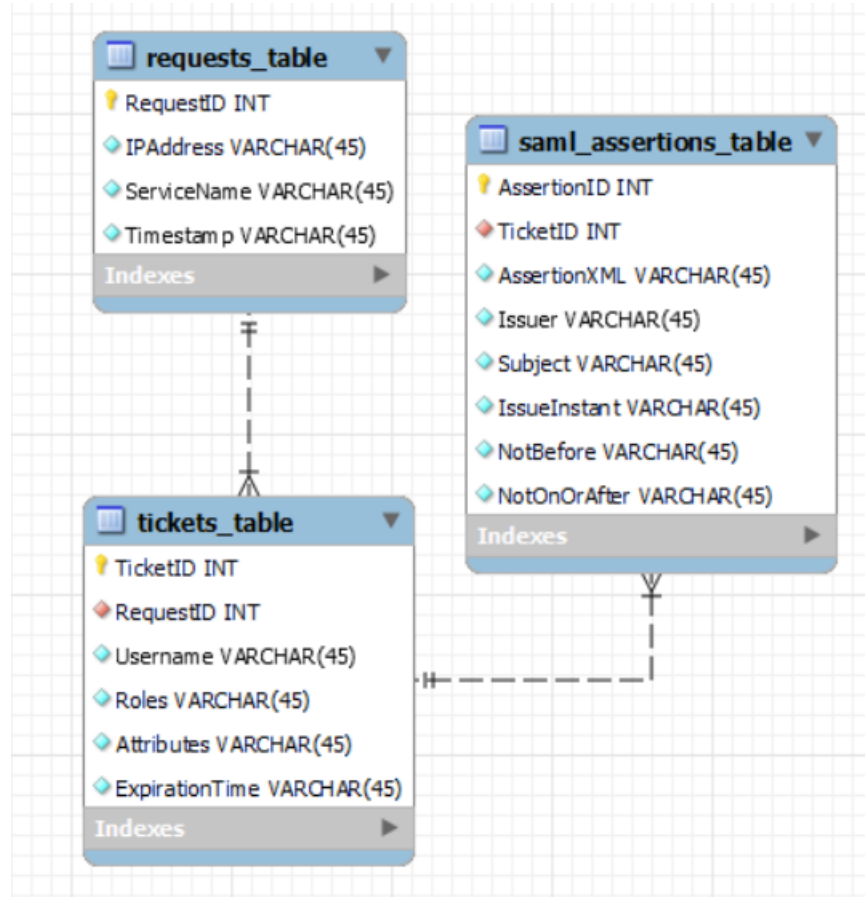 requests_table
RequestID INT
IPAddress VARCHAR(45)
ServiceName VARCHAR(45)
Timestamp VARCHAR(45)
Indexes
saml_assertions_table
AssertionID INT
TicketID INT
AssertionXML VARCHAR(45)
Issuer VARCHAR(45)
Subject VARCHAR(45)
IssueInstant VARCHAR(45)
NotBefore VARCHAR(45)
NotOnOrAfter VARCHAR(45)
Indexes
tickets_table
TicketID INT
RequestID INT
Username VARCHAR(45)
Roles VARCHAR(45)
Attributes VARCHAR(45)
ExpirationTime VARCHAR(45)
Indexes